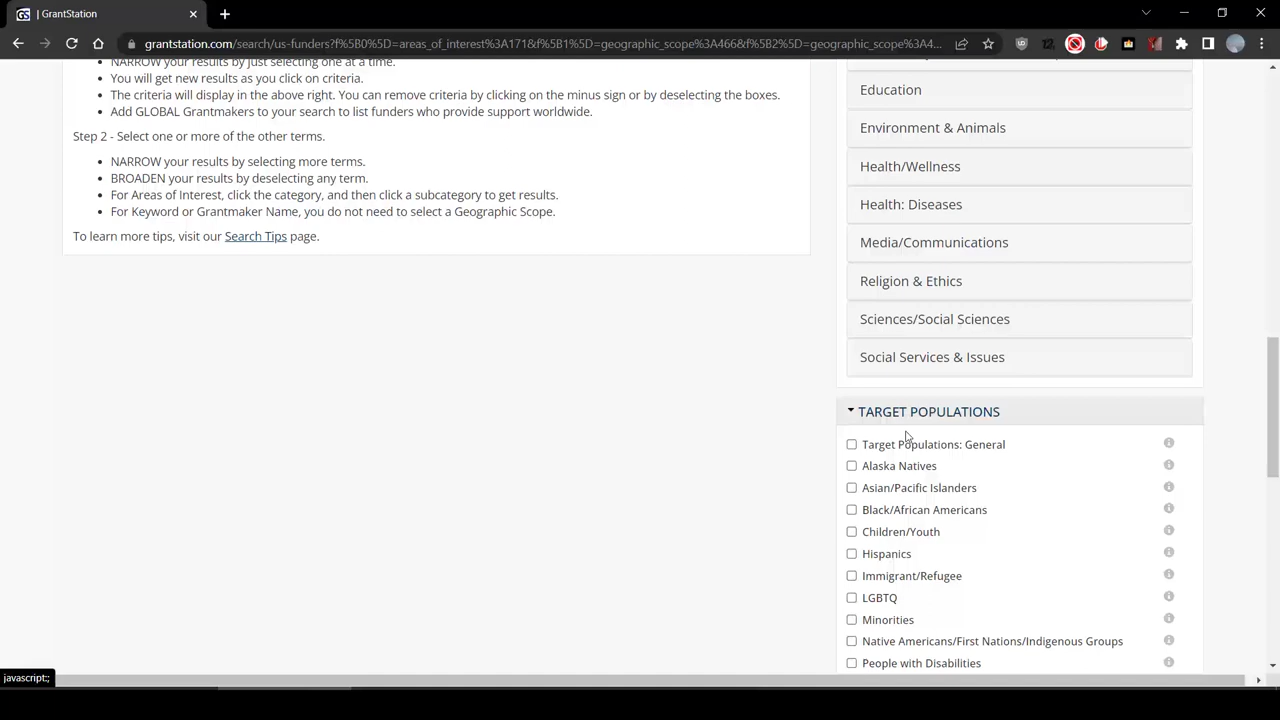 | GrantStation
grantstation.com/search/us-funders?f%5B0%5D=areas_of_interest%3A171&f%5B1%5D=geographic_scope%3A466&f%5B2%5D=geographic_scope%3A4...
NARROW your results by just selecting one at a time.
You will get new results as you click on criteria.
The criteria will display in the above right. You can remove criteria by clicking on the minus sign or by deselecting the boxes.
Add GLOBAL Grantmakers to your search to list funders who provide support worldwide.
Step 2 - Select one or more of the other terms.
NARROW your results by selecting more terms.
BROADEN your results by deselecting any term.
For Areas of Interest, click the category, and then click a subcategory to get results.
For Keyword or Grantmaker Name, you do not need to select a Geographic Scope.
To learn more tips, visit our Search Tips page.
Education
Environment & Animals
Health/Wellness
Health: Diseases
Media/Communications
Religion & Ethics
Sciences/Social Sciences
Social Services & Issues
TARGET POPULATIONS
Target Populations: General
Alaska Natives
Asian/Pacific Islanders
Black/African Americans
Children/Youth
Hispanics
Immigrant/Refugee
LGBTQ
Minorities
Native Americans/First Nations/Indigenous Groups
People with Disabilities
javascript:;